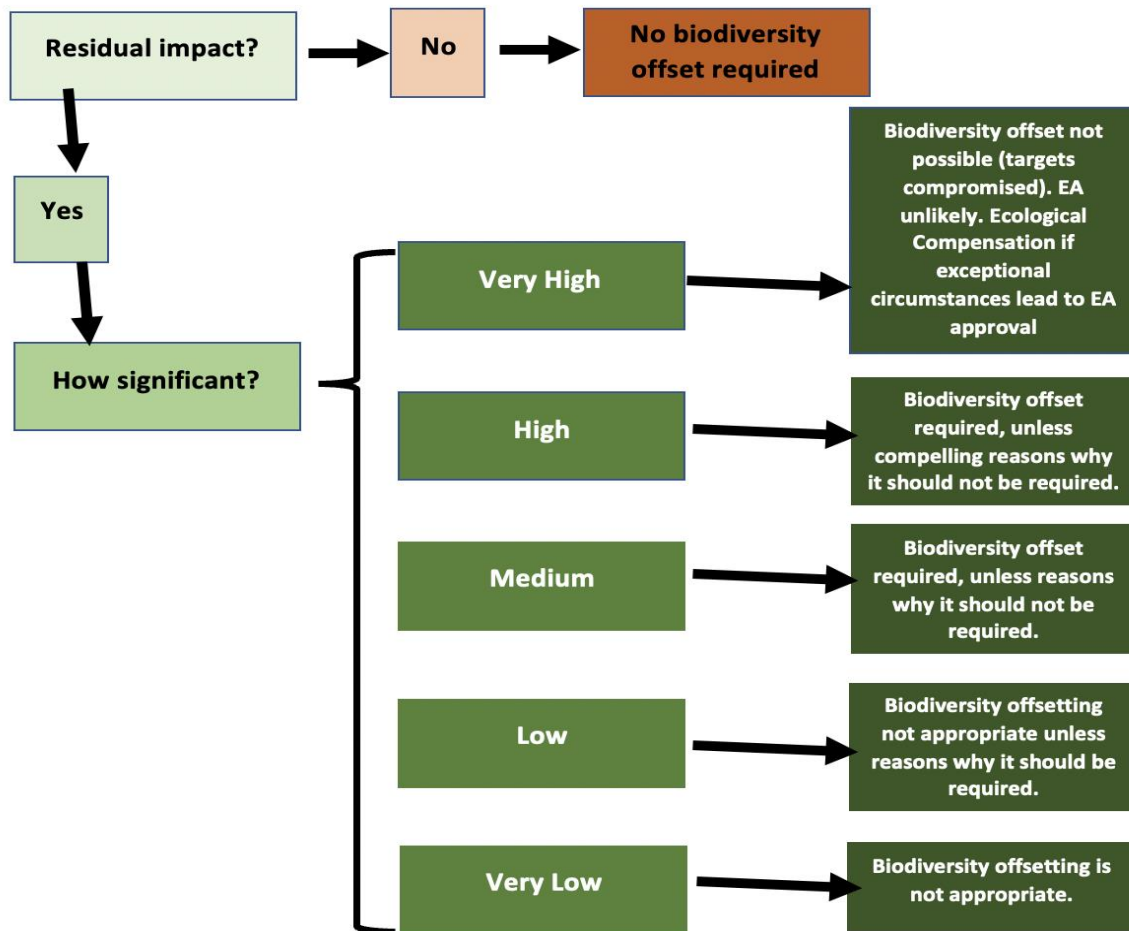 Residual impact?
No
No biodiversity
offset required
Yes
How significant?
Very High
Biodiversity offset not
possible (targets
compromised). EA
unlikely. Ecological
Compensation if
exceptional
circumstances lead to EA
approval
High
Biodiversity offset
required, unless
compelling reasons why
it should not be required.
Medium
Biodiversity offset
required, unless reasons
why it should not be
required.
Low
Biodiversity offsetting
not appropriate unless
reasons why it should be
required.
Very Low
Biodiversity offsetting is
not appropriate.